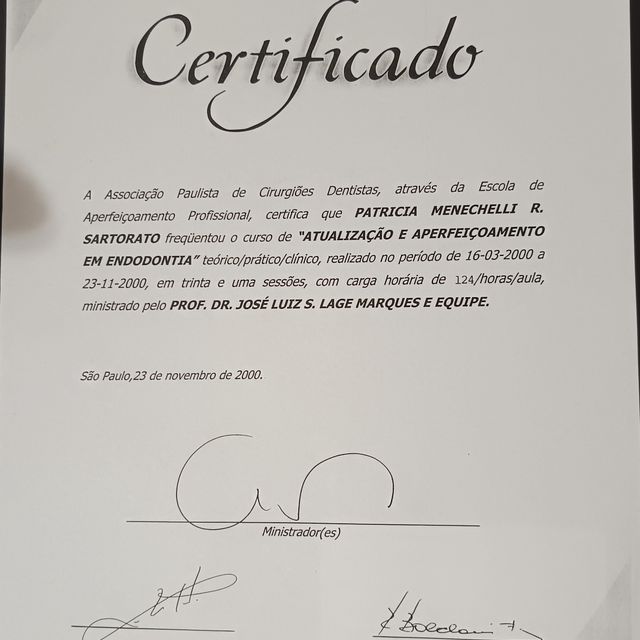 Certificado
A Associação Paulista de Cirurgiões Dentistas, através da Escola de
Aperfeiçoamento Profissional, certifica que PATRICIA MENECHELLI R.
SARTORATO freqüentou o curso de "ATUALIZAÇÃO E APERFEIÇOAMENTO
EM ENDODONTIA" teórico/prático/clínico, realizado no período de 16-03-2000 a
23-11-2000, em trinta e uma sessões, com carga horária de 124/horas/aula,
ministrado pelo PROF. DR. JOSÉ LUIZ S. LAGE MARQUES E EQUIPE.
São Paulo,23 de novembro de 2000.
Ministrador(es)